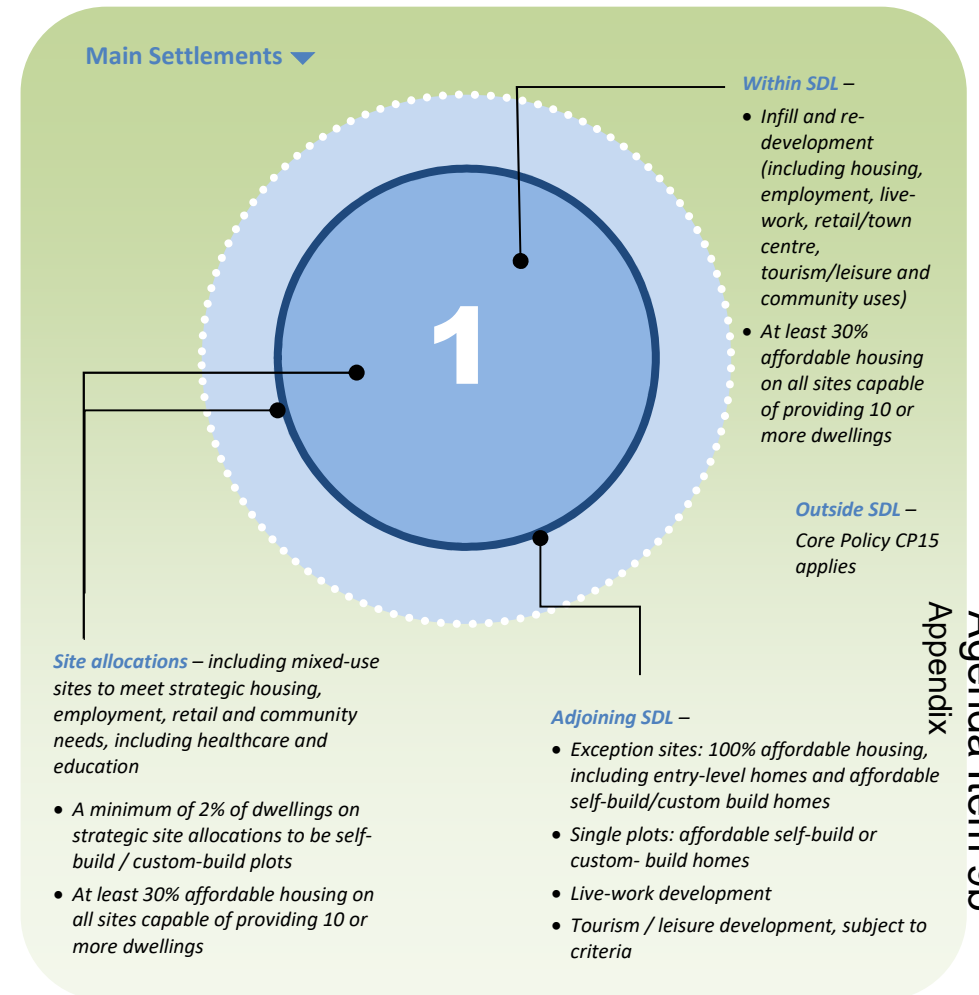 Main Settlements
Within SDL –
• Infill and re-
development
(including housing,
employment, live-
work, retail/town
centre,
tourism/leisure and
community uses)
• At least 30%
affordable housing
on all sites capable
of providing 10 or
more dwellings
1
Outside SDL –
Core Policy CP15
applies
Site allocations – including mixed-use
sites to meet strategic housing,
employment, retail and community
needs, including healthcare and
education
• A minimum of 2% of dwellings on
strategic site allocations to be self-
build / custom-build plots
• At least 30% affordable housing on
all sites capable of providing 10 or
more dwellings
Adjoining SDL –
• Exception sites: 100% affordable housing,
including entry-level homes and affordable
self-build/custom build homes
• Single plots: affordable self-build or
custom- build homes
• Live-work development
• Tourism / leisure development, subject to
criteria
Agenda Item
Appendix